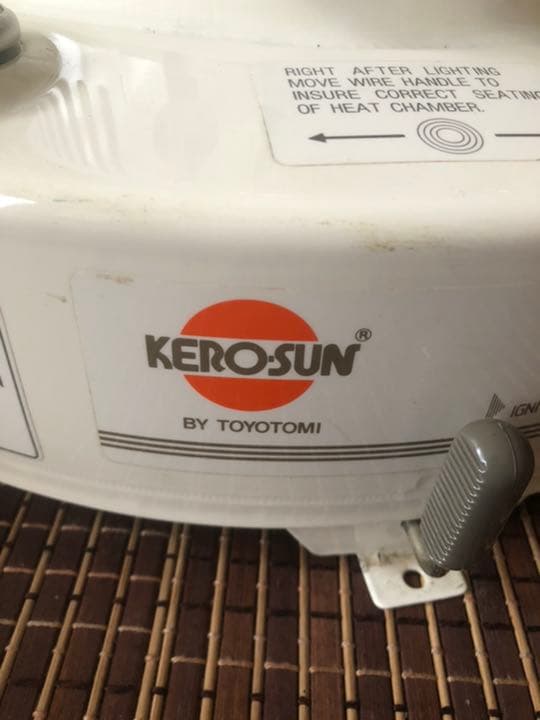 RIGHT AFTER LIGHTING
MOVE WIRE HANDLE TO
INSURE CORRECT SEATING
OF HEAT CHAMBER.
KERO-SUN®
BY TOYOTOMI